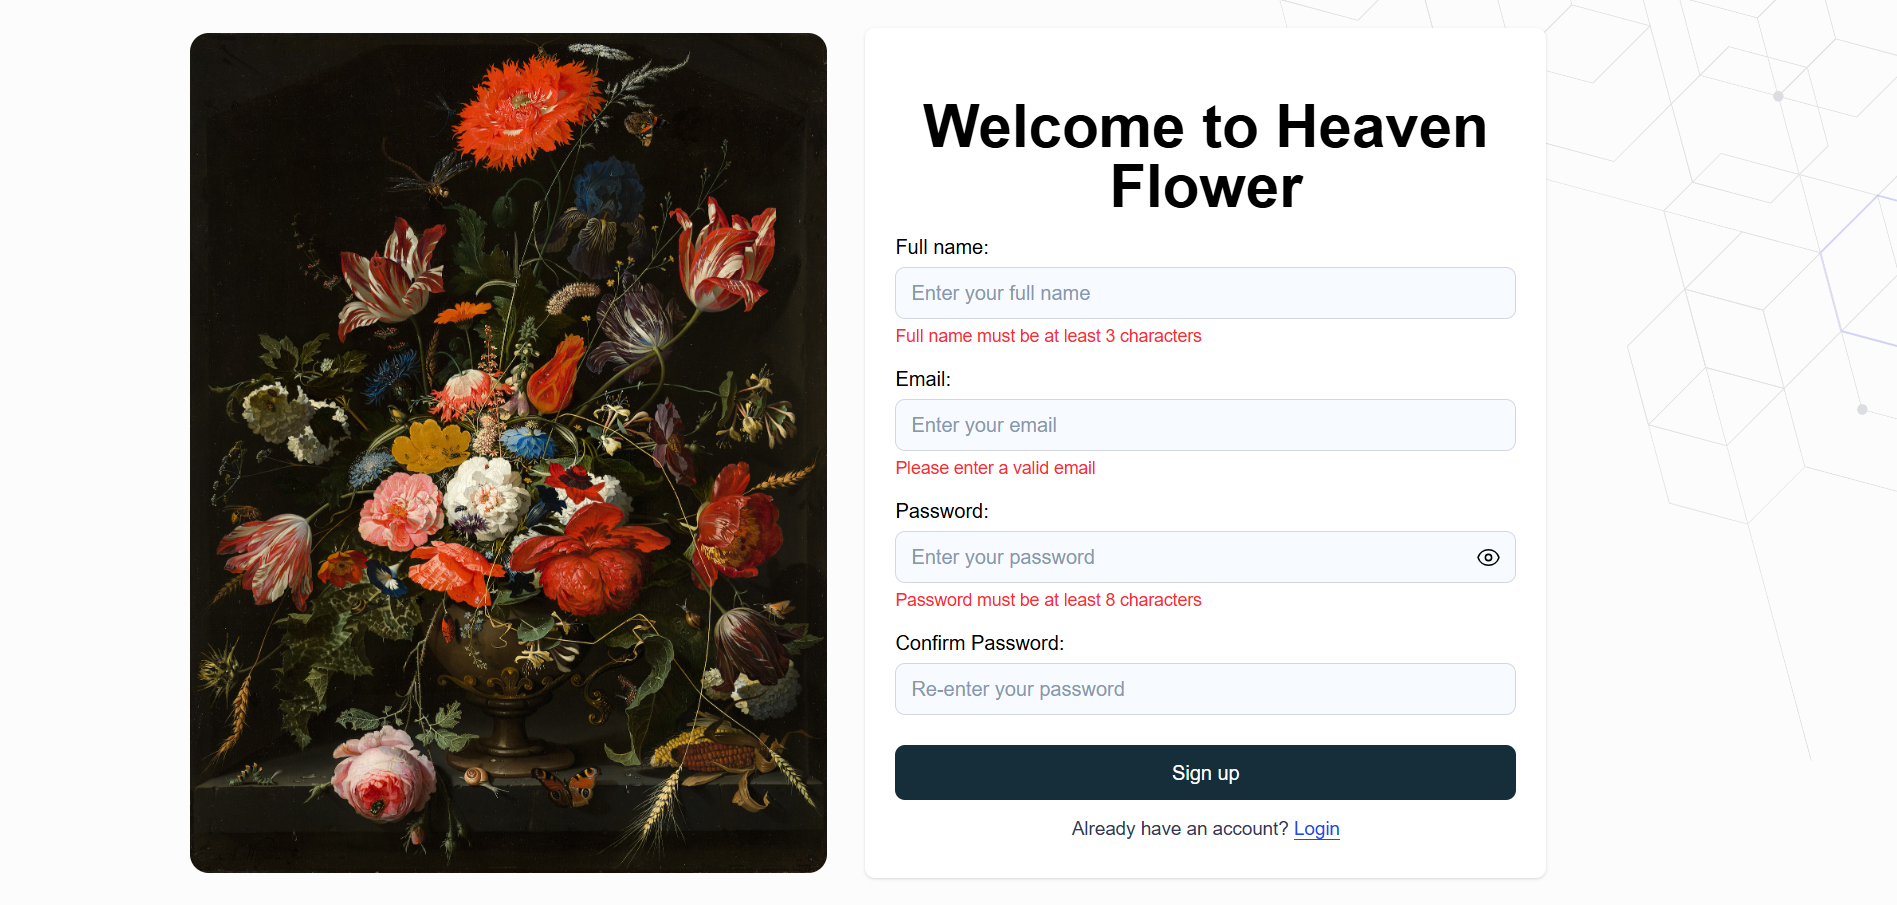 Welcome to Heaven
Flower
Full name:
Enter your full name
Full name must be at least 3 characters
Email:
Enter your email
Please enter a valid email
Password:
Enter your password
Password must be at least 8 characters
Confirm Password:
Re-enter your password
Sign up
Already have an account? Login